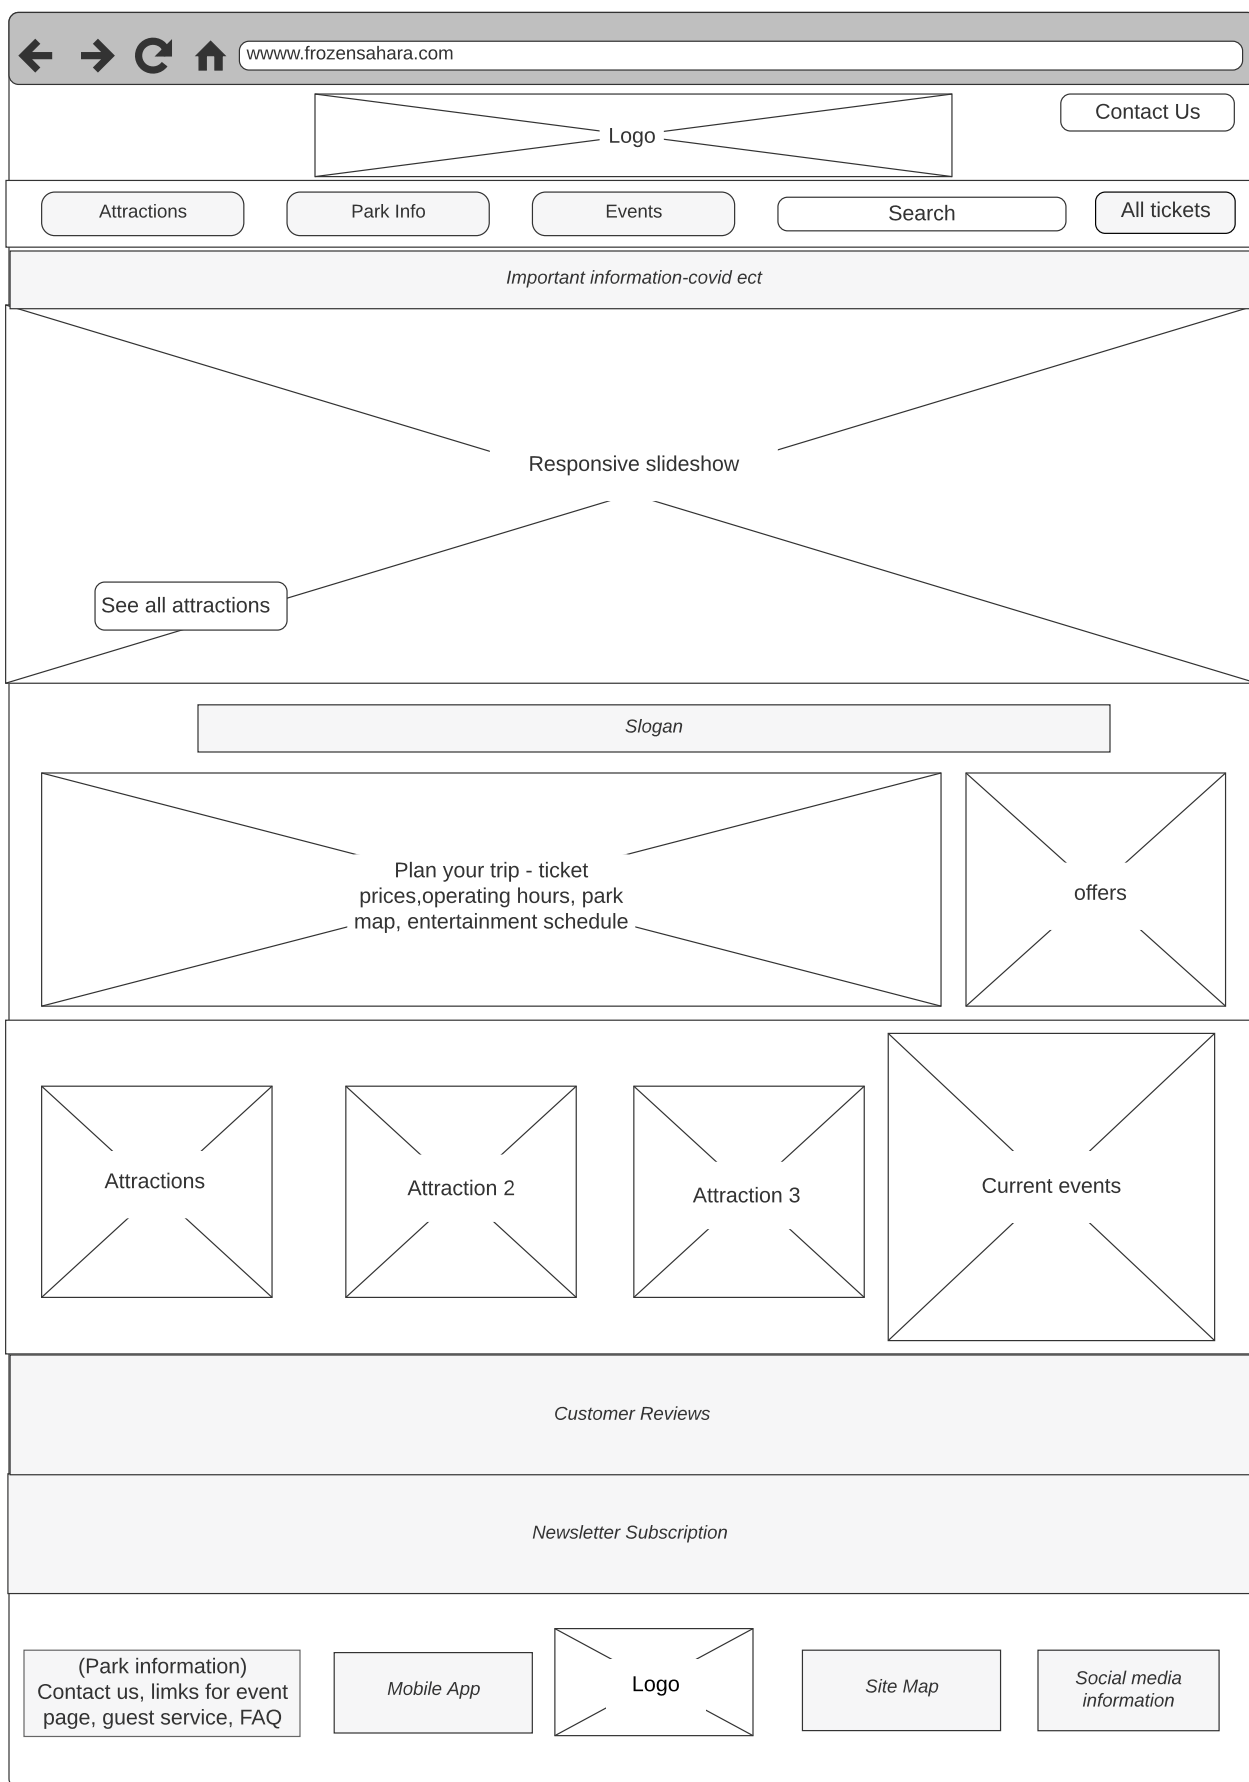 wwww.frozensahara.com
Logo
Contact Us
Attractions
Park Info
Events
Search
All tickets
Important information-covid ect
Responsive slideshow
See all attractions
Slogan
Plan your trip - ticket
prices,operating hours, park
map, entertainment schedule
offers
Attractions
Attraction 2
Attraction 3
Current events
Customer Reviews
Newsletter Subscription
(Park information)
Contact us, limks for event
page, guest service, FAQ
Mobile App
Logo
Site Map
Social media
information